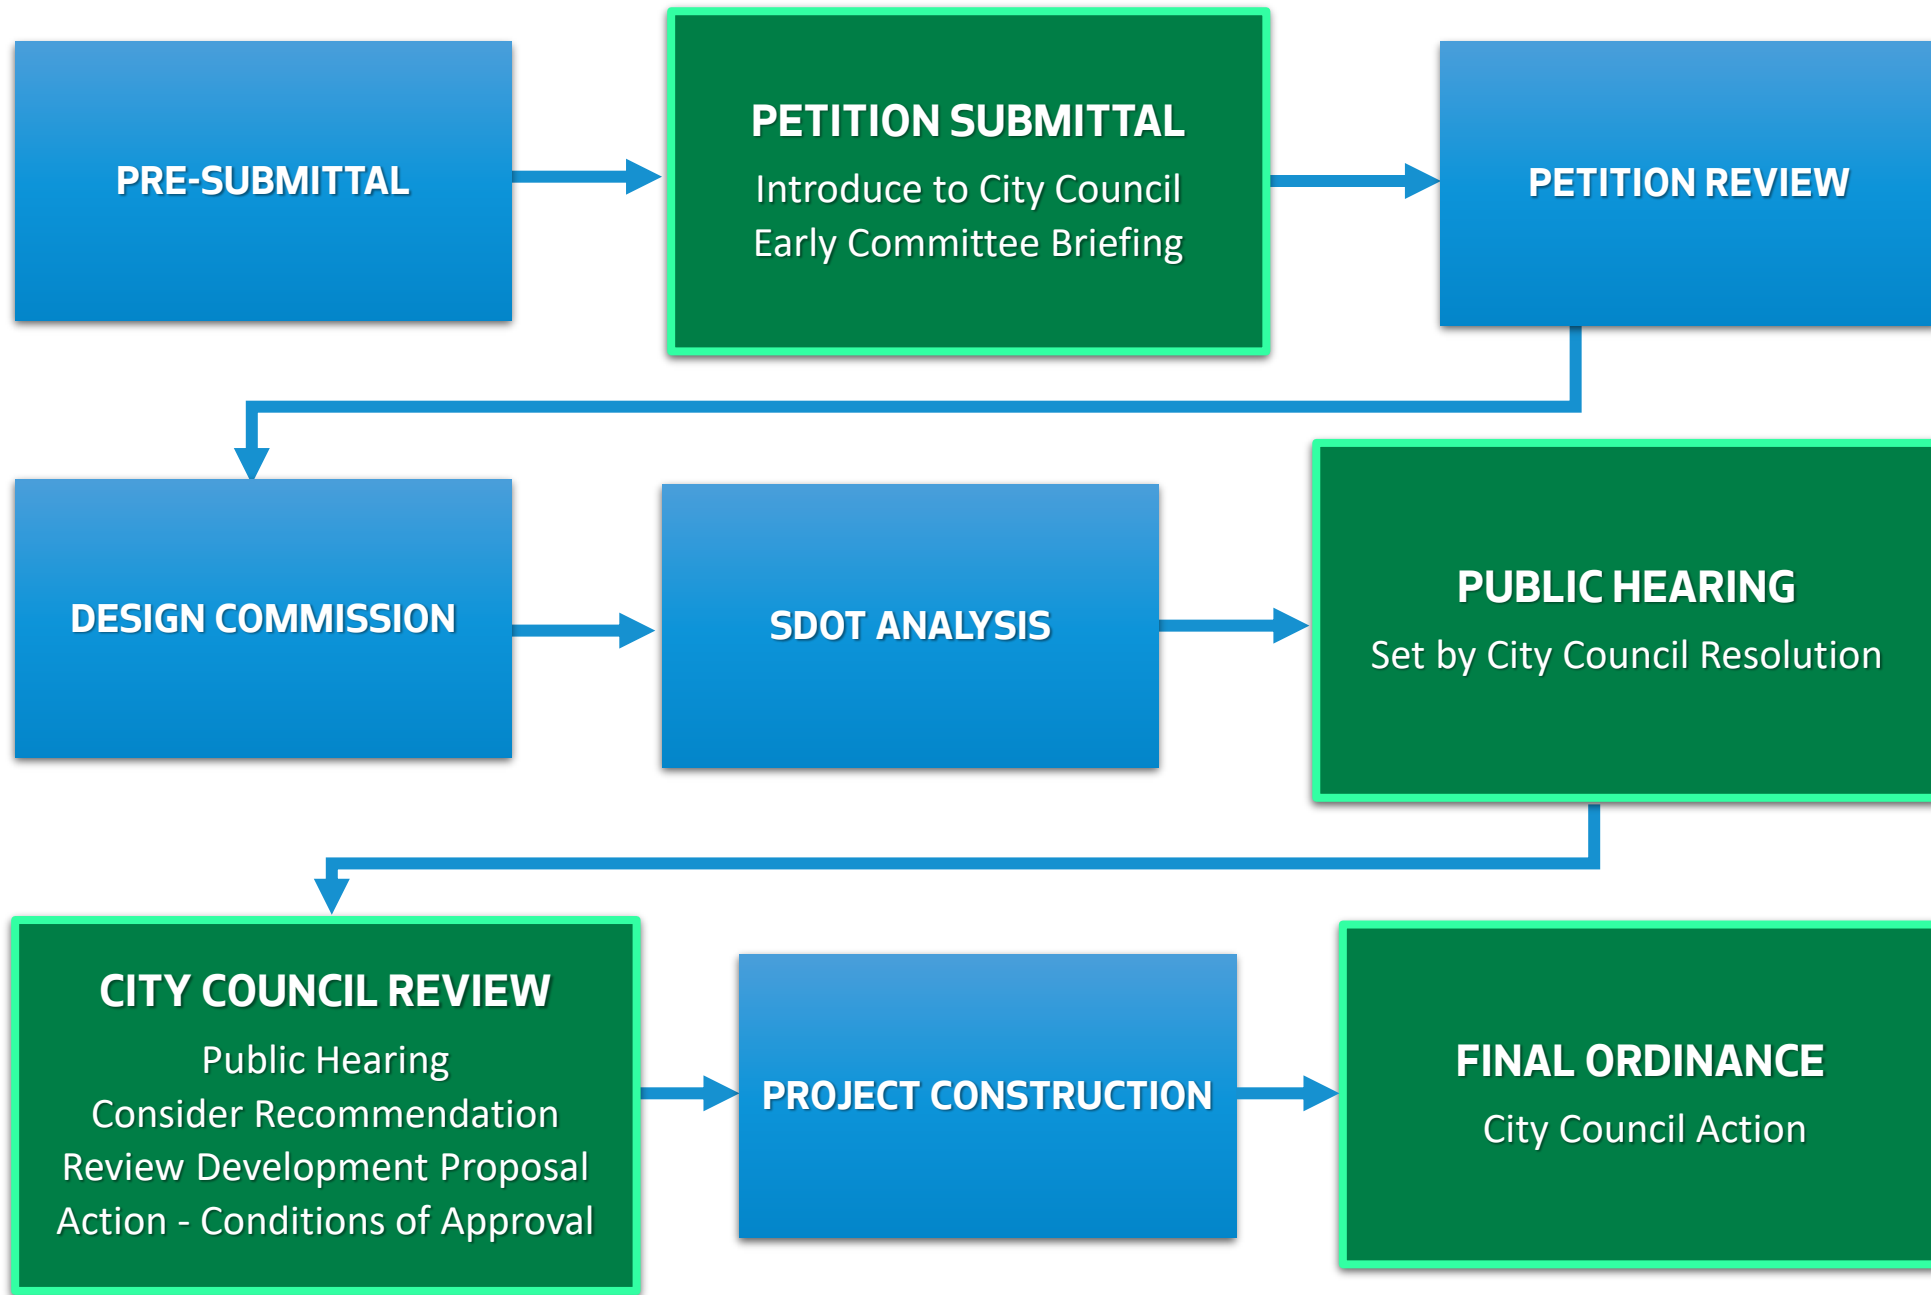 PRE-SUBMITTAL
PETITION SUBMITTAL
Introduce to City Council
Early Committee Briefing
PETITION REVIEW
DESIGN COMMISSION
SDOT ANALYSIS
PUBLIC HEARING
Set by City Council Resolution
CITY COUNCIL REVIEW
Public Hearing
Consider Recommendation
Review Development Proposal
Action - Conditions of Approval
PROJECT CONSTRUCTION
FINAL ORDINANCE
City Council Action